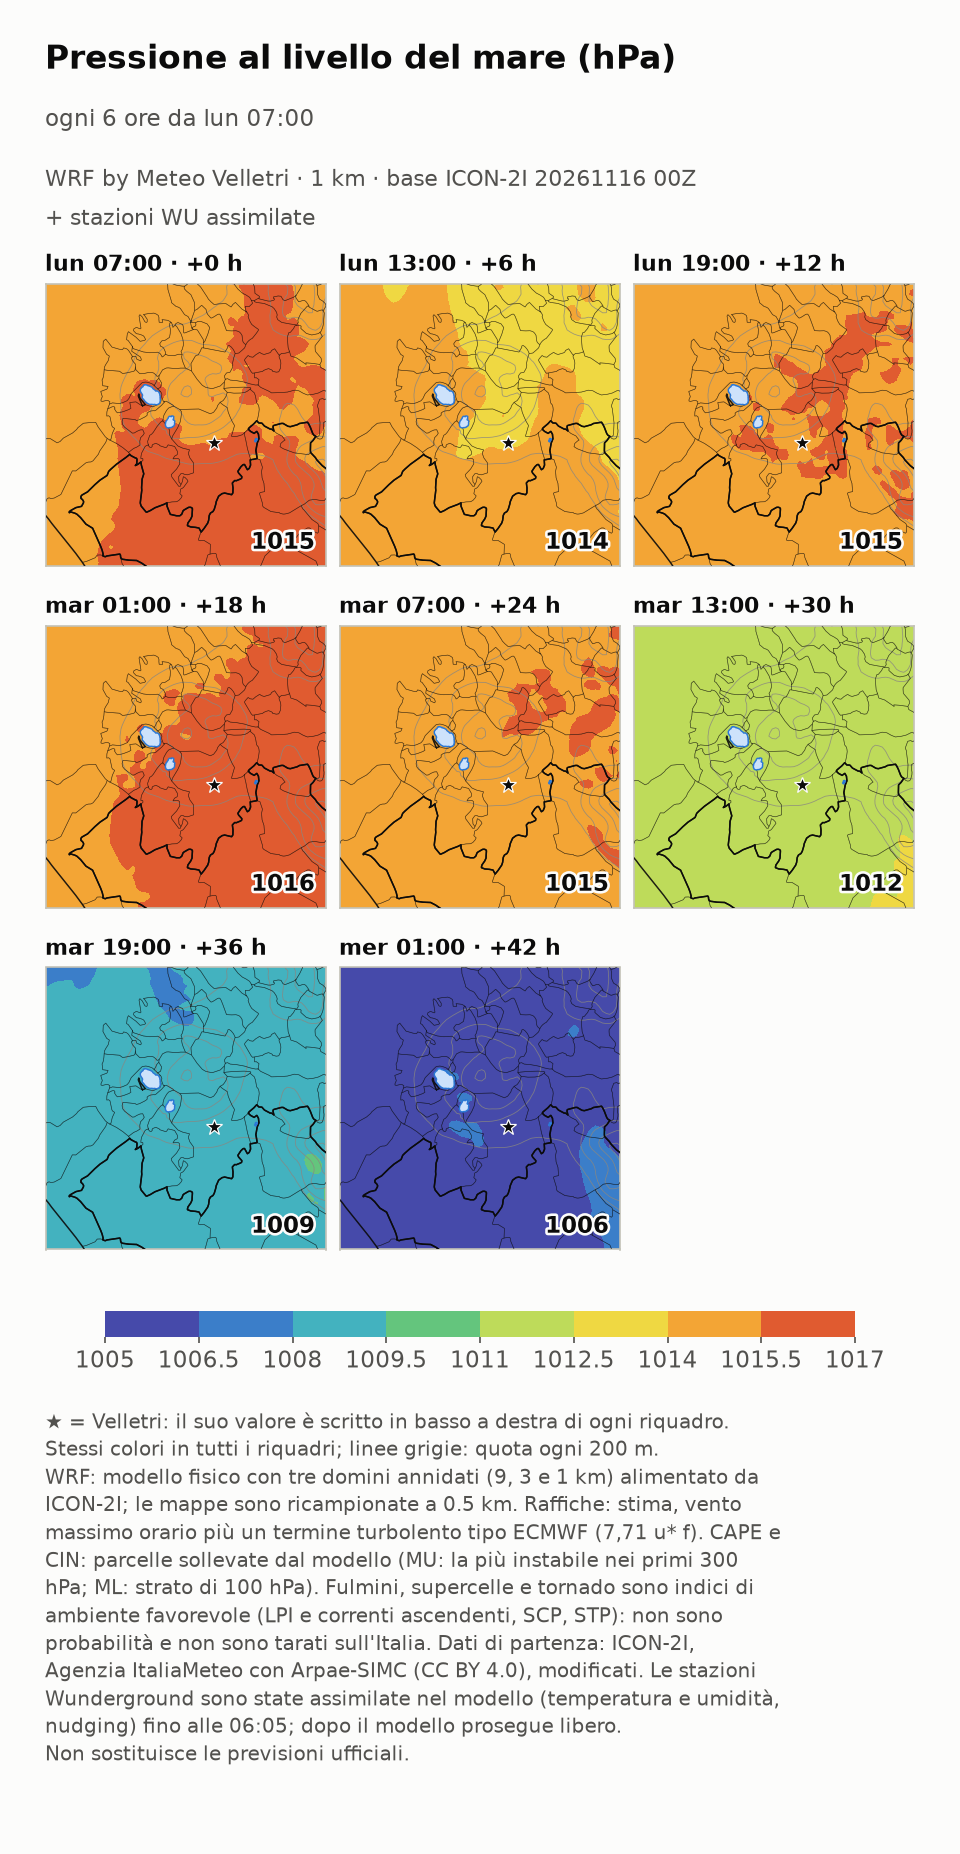 Pressione al livello del mare (hPa)
ogni 6 ore da lun 07:00
WRF by Meteo Velletri · 1 km · base ICON-2I 20261116 00Z
+ stazioni WU assimilate
lun 07:00 · +0 h
lun 13:00 · +6 h
lun 19:00 · +12 h
1015
1014
1015
mar 01:00 · +18 h
mar 07:00 · +24 h
mar 13:00 · +30 h
1016
1015
1012
mar 19:00 · +36 h
mer 01:00 · +42 h
1009
1006
1005 1006.5 1008 1009.5 1011 1012.5 1014 1015.5 1017
★ = Velletri: il suo valore è scritto in basso a destra di ogni riquadro.
Stessi colori in tutti i riquadri; linee grigie: quota ogni 200 m.
WRF: modello fisico con tre domini annidati (9, 3 e 1 km) alimentato da
ICON-2I; le mappe sono ricampionate a 0.5 km. Raffiche: stima, vento
massimo orario più un termine turbolento tipo ECMWF (7,71 u* f). CAPE e
CIN: parcelle sollevate dal modello (MU: la più instabile nei primi 300
hPa; ML: strato di 100 hPa). Fulmini, supercelle e tornado sono indici di
ambiente favorevole (LPI e correnti ascendenti, SCP, STP): non sono
probabilità e non sono tarati sull'Italia. Dati di partenza: ICON-2I,
Agenzia ItaliaMeteo con Arpae-SIMC (CC BY 4.0), modificati. Le stazioni
Wunderground sono state assimilate nel modello (temperatura e umidità,
nudging) fino alle 06:05; dopo il modello prosegue libero.
Non sostituisce le previsioni ufficiali.